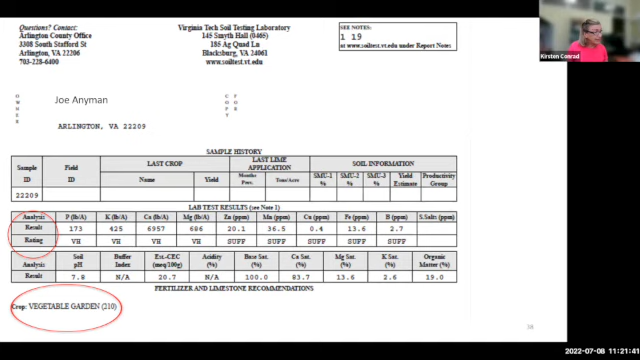 Questions? Contact:
Arlington County Office
3308 South Stafford St
Arlington, VA 22206
703-228-6400
Virginia Tech Soil Testing Laboratory
145 Smyth Hall (0465)
185 Ag Quad Ln
Blacksburg, VA 24061
www.soiltest.vt.edu
SEE NOTES:
1 19
or www.soiltest.vt.edu under Report Notes
Kirsten Conrad
OWNER
Joe Anyman
COPY FOR
ARLINGTON, VA 22209
SAMPLE HISTORY
Sample ID Field ID LAST CROP LAST LIME APPLICATION SOIL INFORMATION
Name Yield Months Prev. Tons/Acre SMU-1 % SMU-2 % SMU-3 % Yield Estimate Productivity Group
22209
LAB TEST RESULTS (see Note 1)
Analysis P (lb/A) K (lb/A) Ca (lb/A) Mg (lb/A) Zn (ppm) Mn (ppm) Cu (ppm) Fe (ppm) B (ppm) S.Salts (ppm)
Result 173 425 6957 686 20.1 36.5 0.4 13.6 2.7
Rating VH VH VH VH SUFF SUFF SUFF SUFF SUFF
Analysis Soil pH Buffer Index Est.-CEC (meq/100g) Acidity (%) Base Sat. (%) Ca Sat. (%) Mg Sat. (%) K Sat. (%) Organic Matter (%)
Result 7.8 N/A 20.7 N/A 100.0 83.7 13.6 2.6 19.0
FERTILIZER AND LIMESTONE RECOMMENDATIONS
Crop: VEGETABLE GARDEN (210)
38
2022-07-08 11:21:41